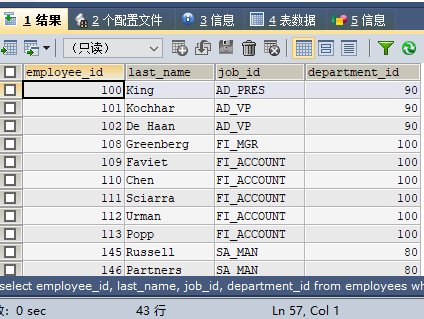 1 结果 2 个配置文件 3 信息 4 表数据 5 信息
(只读)
employee_id last_name job_id department_id
100 King AD_PRES 90
101 Kochhar AD_VP 90
102 De Haan AD_VP 90
108 Greenberg FI_MGR 100
109 Faviet FI_ACCOUNT 100
110 Chen FI_ACCOUNT 100
111 Sciarra FI_ACCOUNT 100
112 Urman FI_ACCOUNT 100
113 Popp FI_ACCOUNT 100
145 Russell SA_MAN 80
146 Partners SA_MAN 80
select employee_id, last_name, job_id, department_id from employees wh
: 0 sec 43 行 Ln 57, Col 1